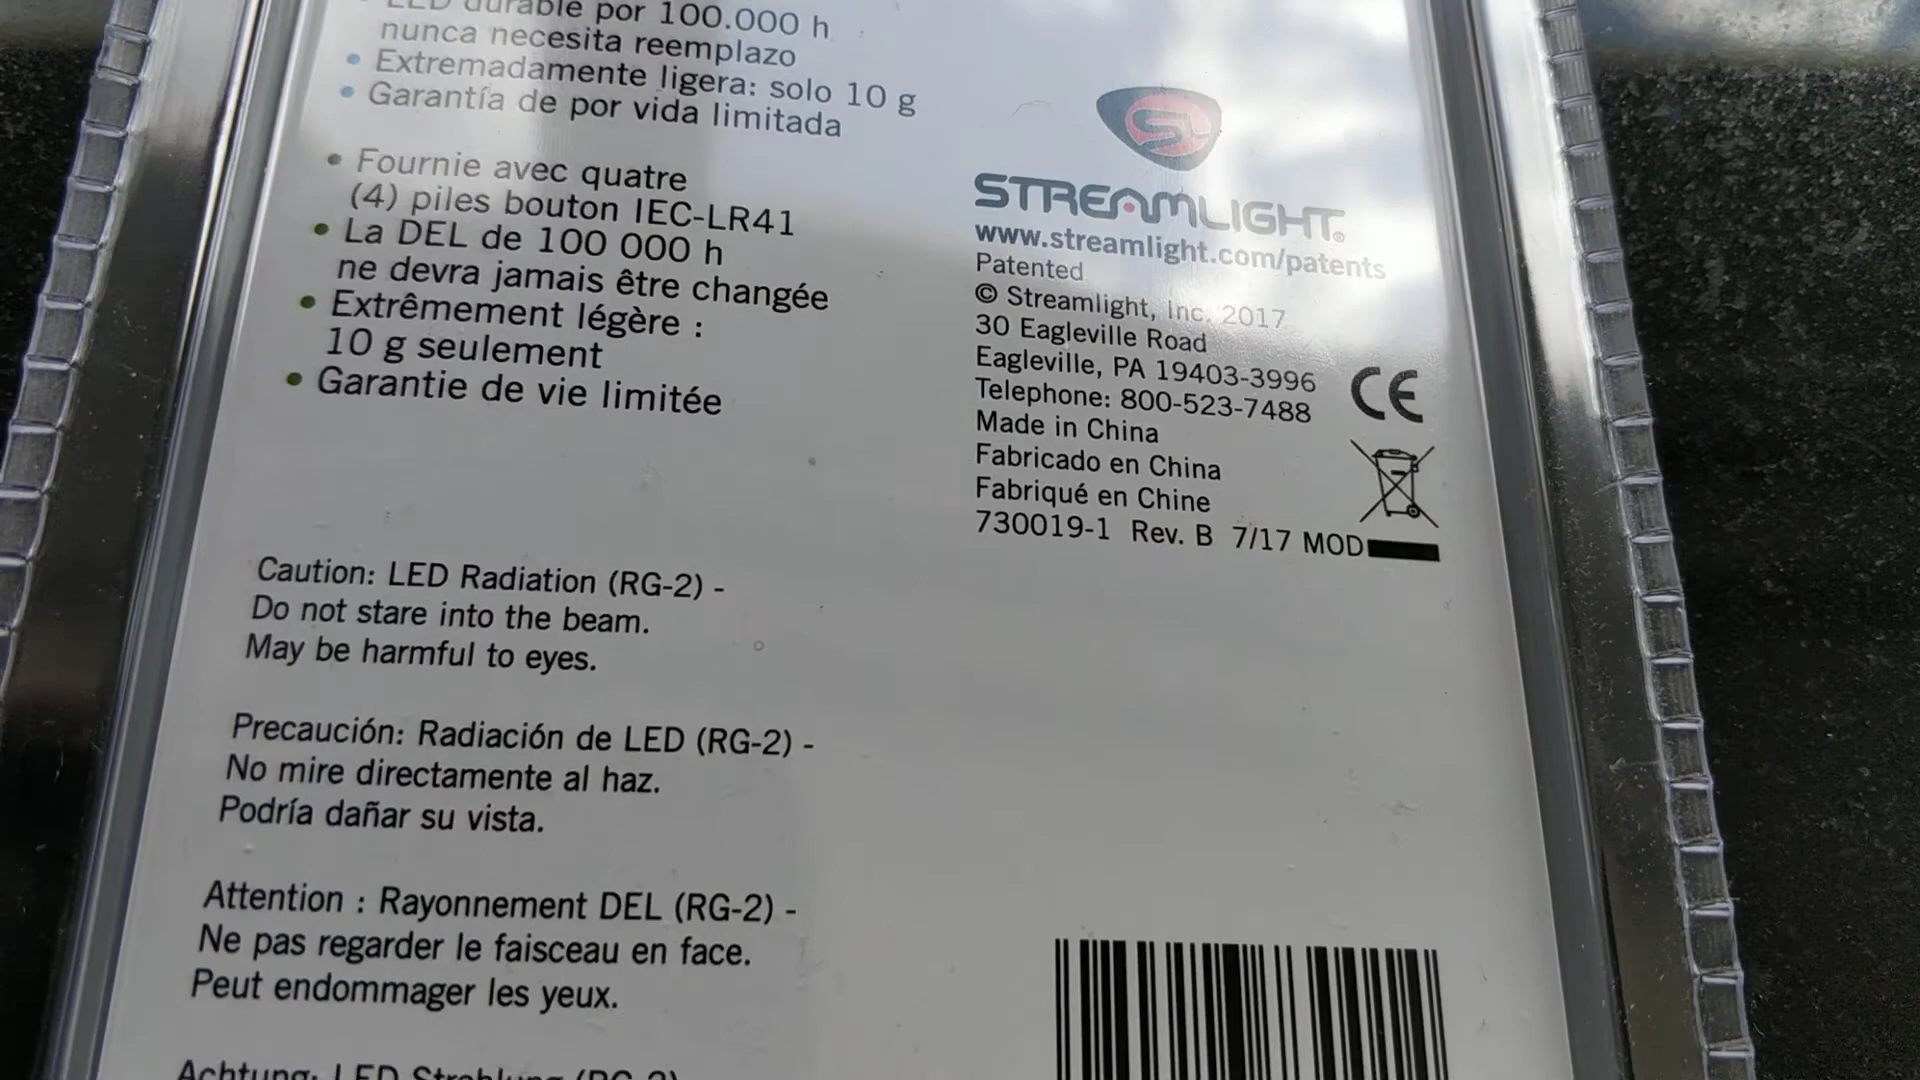 LED durable por 100.000 h
nunca necesita reemplazo
• Extremadamente ligera: solo 10 g
• Garantía de por vida limitada
• Fournie avec quatre
(4) piles bouton IEC-LR41
• La DEL de 100 000 h
ne devra jamais être changée
• Extrêmement légère :
10 g seulement
• Garantie de vie limitée
Caution: LED Radiation (RG-2) -
Do not stare into the beam.
May be harmful to eyes.
Precaución: Radiación de LED (RG-2) -
No mire directamente al haz.
Podría dañar su vista.
Attention : Rayonnement DEL (RG-2) -
Ne pas regarder le faisceau en face.
Peut endommager les yeux.
Achtung: LED Strahlung (RG-2)
STREAMLIGHT®
www.streamlight.com/patents
Patented
© Streamlight, Inc. 2017
30 Eagleville Road
Eagleville, PA 19403-3996
Telephone: 800-523-7488
Made in China
Fabricado en China
Fabriqué en Chine
730019-1 Rev. B 7/17 MOD
CE